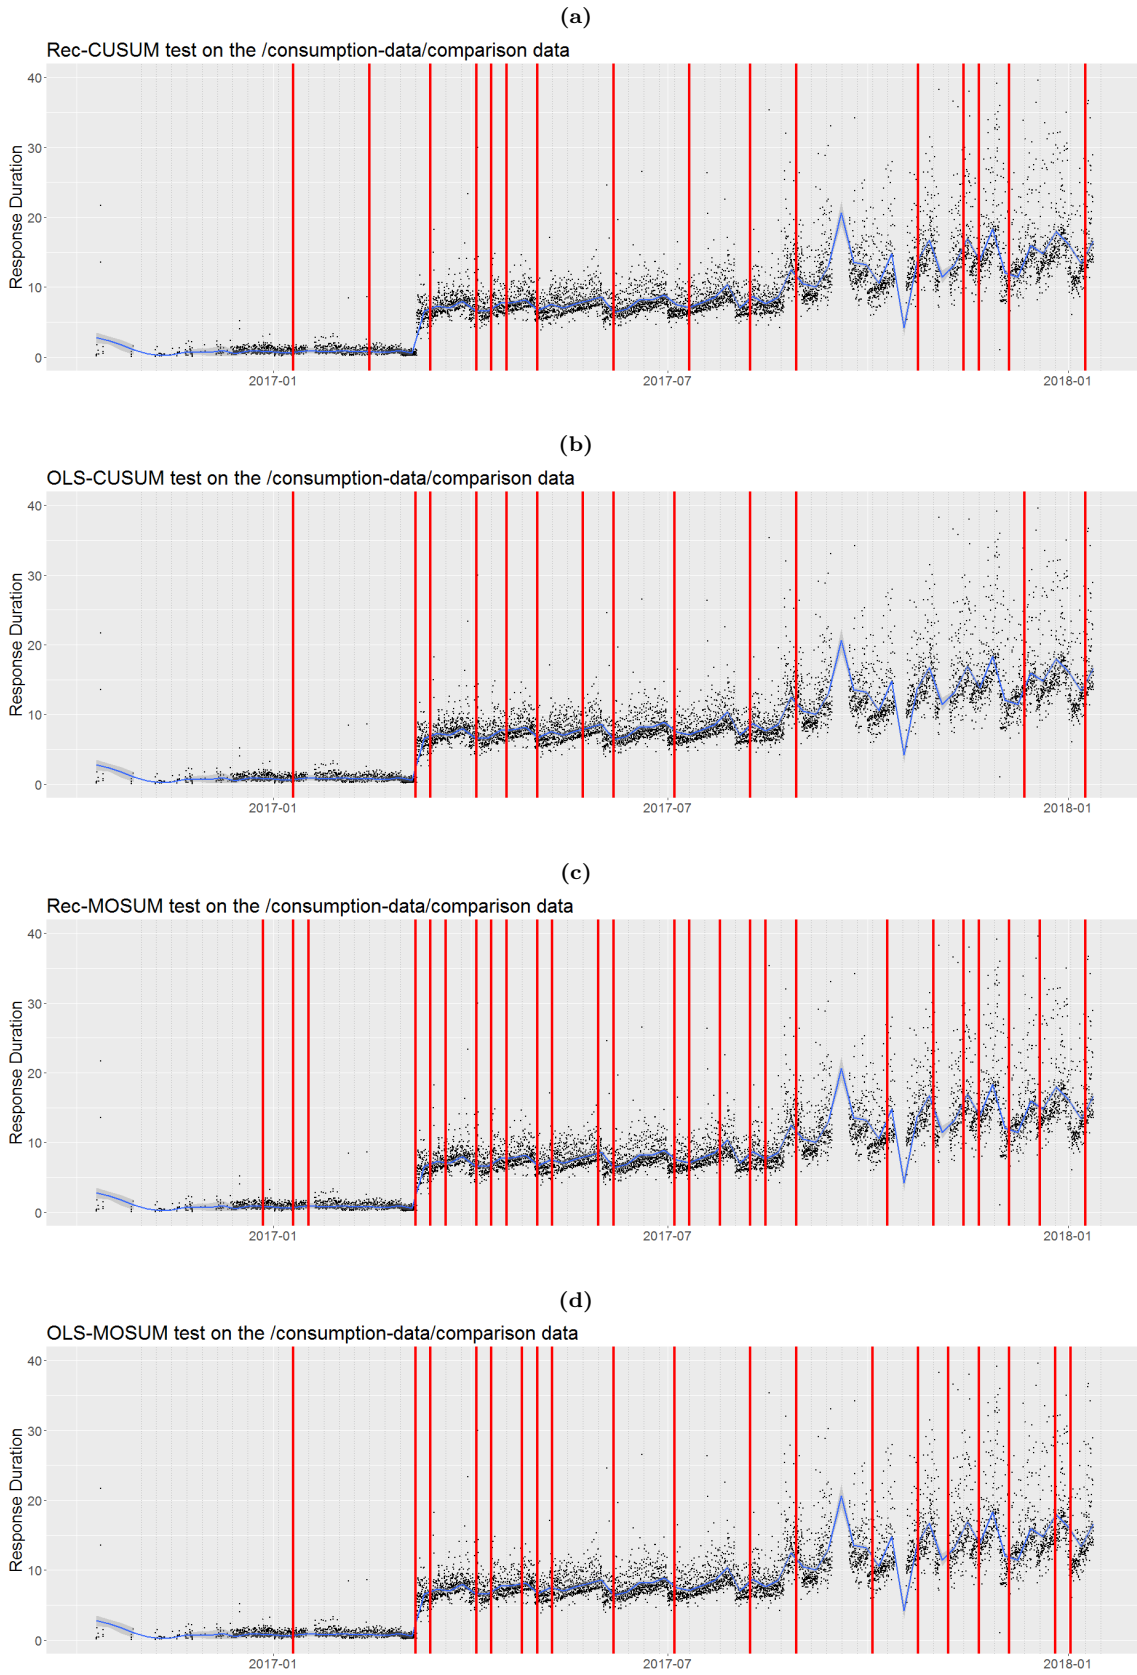 (a)
Rec-CUSUM test on the /consumption-data/comparison data
Response Duration
40
30
20
10
0
2017-01
2017-07
2018-01
(b)
OLS-CUSUM test on the /consumption-data/comparison data
Response Duration
40
30
20
10
0
2017-01
2017-07
2018-01
(c)
Rec-MOSUM test on the /consumption-data/comparison data
Response Duration
40
30
20
10
0
2017-01
2017-07
2018-01
(d)
OLS-MOSUM test on the /consumption-data/comparison data
Response Duration
40
30
20
10
0
2017-01
2017-07
2018-01